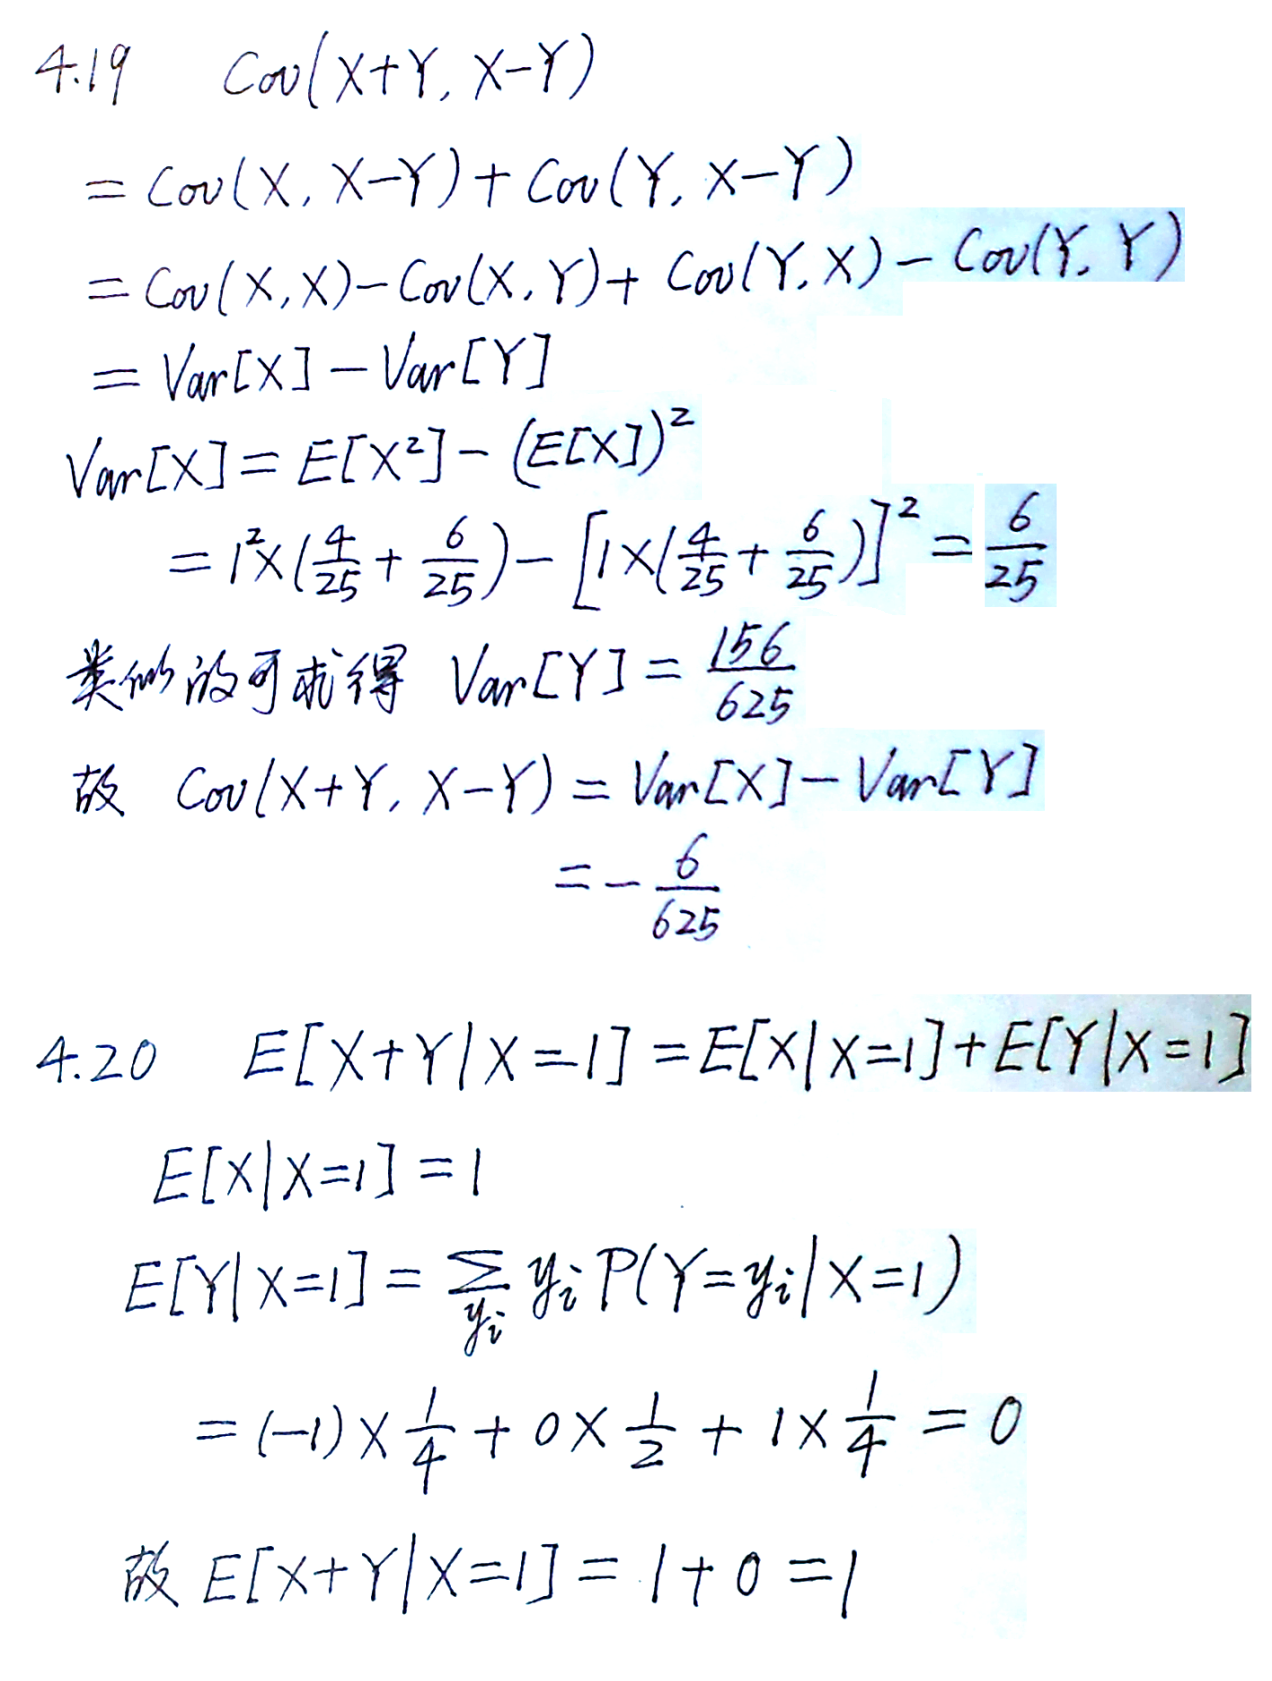 4.19 Cov(X+Y, X-Y)
= Cov(X, X-Y) + Cov(Y, X-Y)
= Cov(X, X) - Cov(X, Y) + Cov(Y, X) - Cov(Y, Y)
= Var[X] - Var[Y]
Var[X] = E[X²] - (E[X])²
= 1²×(4/25 + 6/25) - [1×(4/25 + 6/25)]² = 6/25
类似的可求得 Var[Y] = 156/625
故 Cov(X+Y, X-Y) = Var[X] - Var[Y]
= - 6/625
4.20 E[X+Y|X=1] = E[X|X=1] + E[Y|X=1]
E[X|X=1] = 1
E[Y|X=1] = Σ_{yi} yi P(Y=yi|X=1)
= (-1)×1/4 + 0×1/2 + 1×1/4 = 0
故 E[X+Y|X=1] = 1+0 = 1